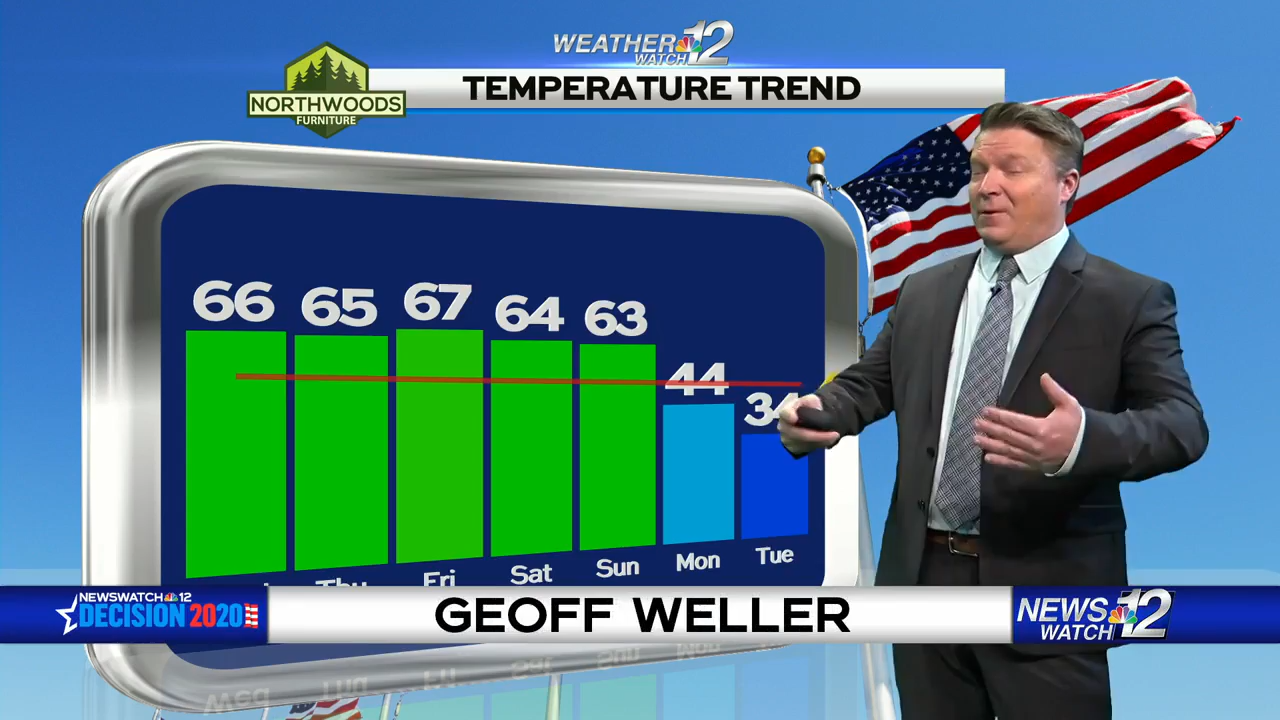 WEATHER
WATCH 12
NORTHWOODS
FURNITURE
TEMPERATURE TREND
66 65 67 64 63 44 34
Thu Fri Sat Sun Mon Tue
NEWSWATCH 12
DECISION 2020
GEOFF WELLER
NEWS
WATCH 12